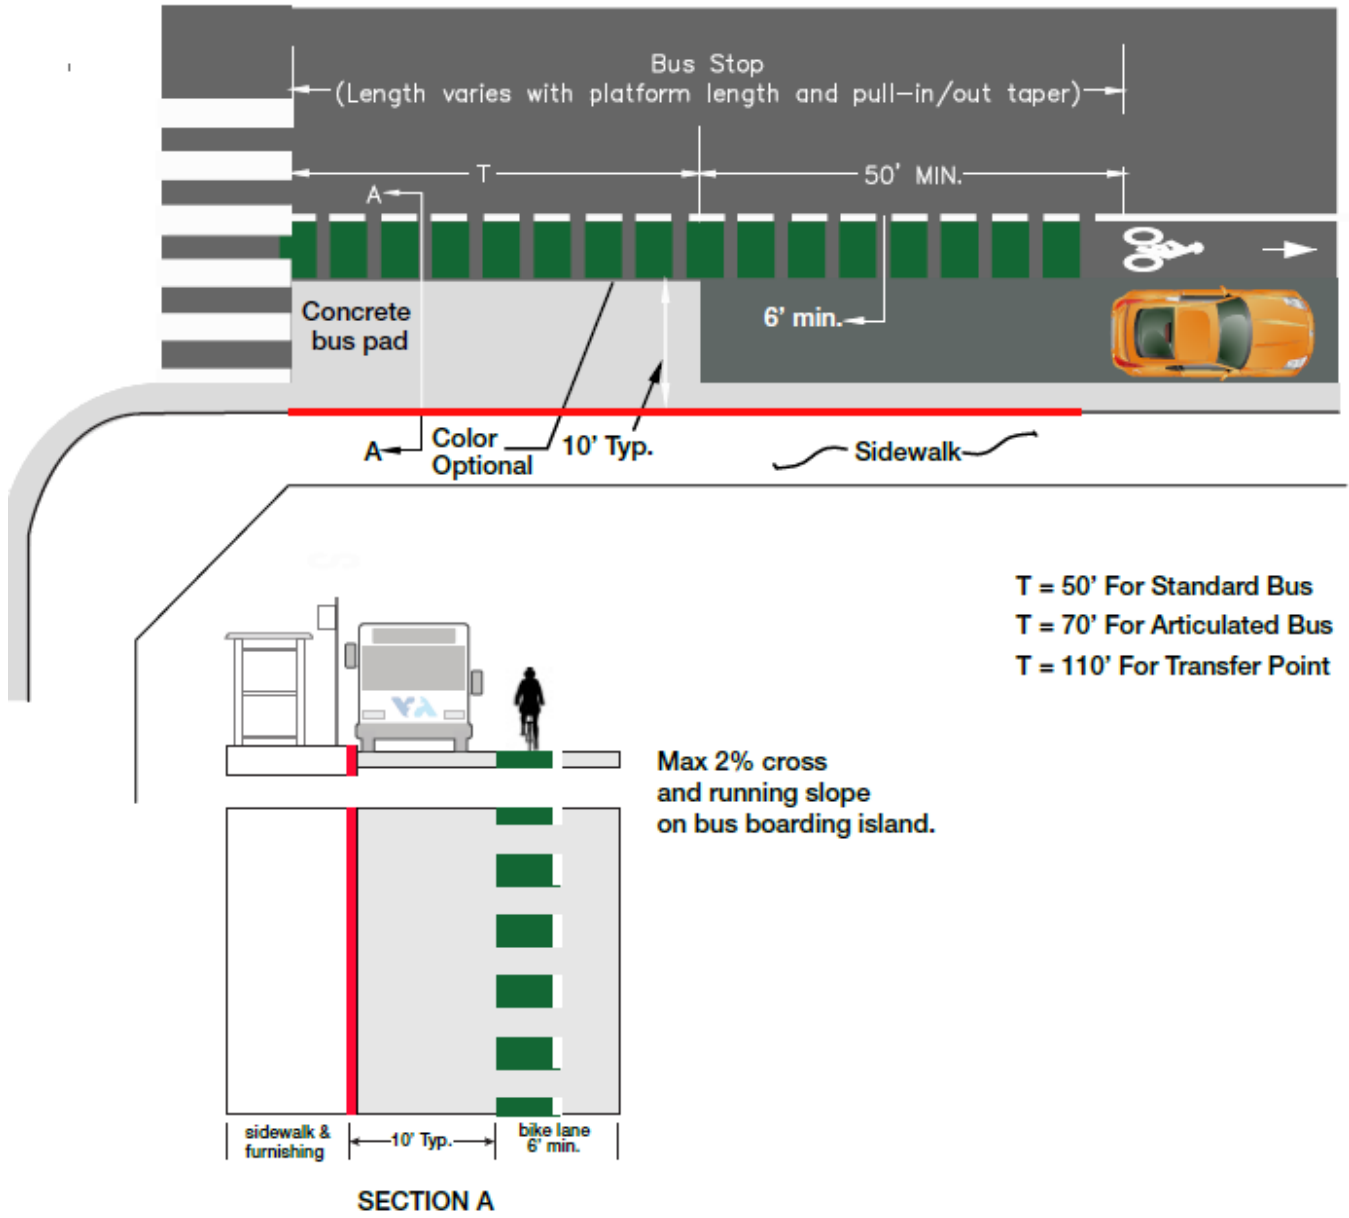 Bus Stop
(Length varies with platform length and pull-in/out taper)
T
50' MIN.
A
Concrete
bus pad
6' min.
A
Color
Optional
10' Typ.
Sidewalk
T = 50' For Standard Bus
T = 70' For Articulated Bus
T = 110' For Transfer Point
VTA
Max 2% cross
and running slope
on bus boarding island.
sidewalk &
furnishing
10' Typ.
bike lane
6' min.
SECTION A